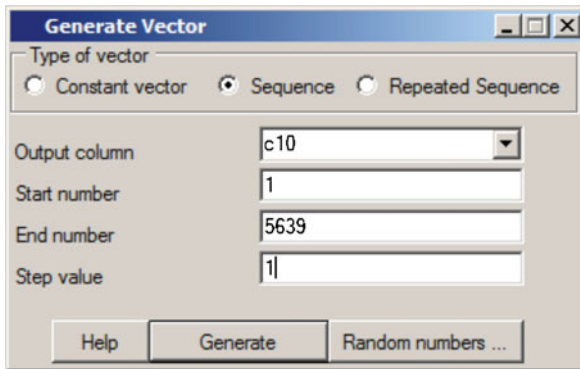 Generate Vector
Type of vector
Constant vector Sequence Repeated Sequence
Output column c10
Start number 1
End number 5639
Step value 1
Help Generate Random numbers ...